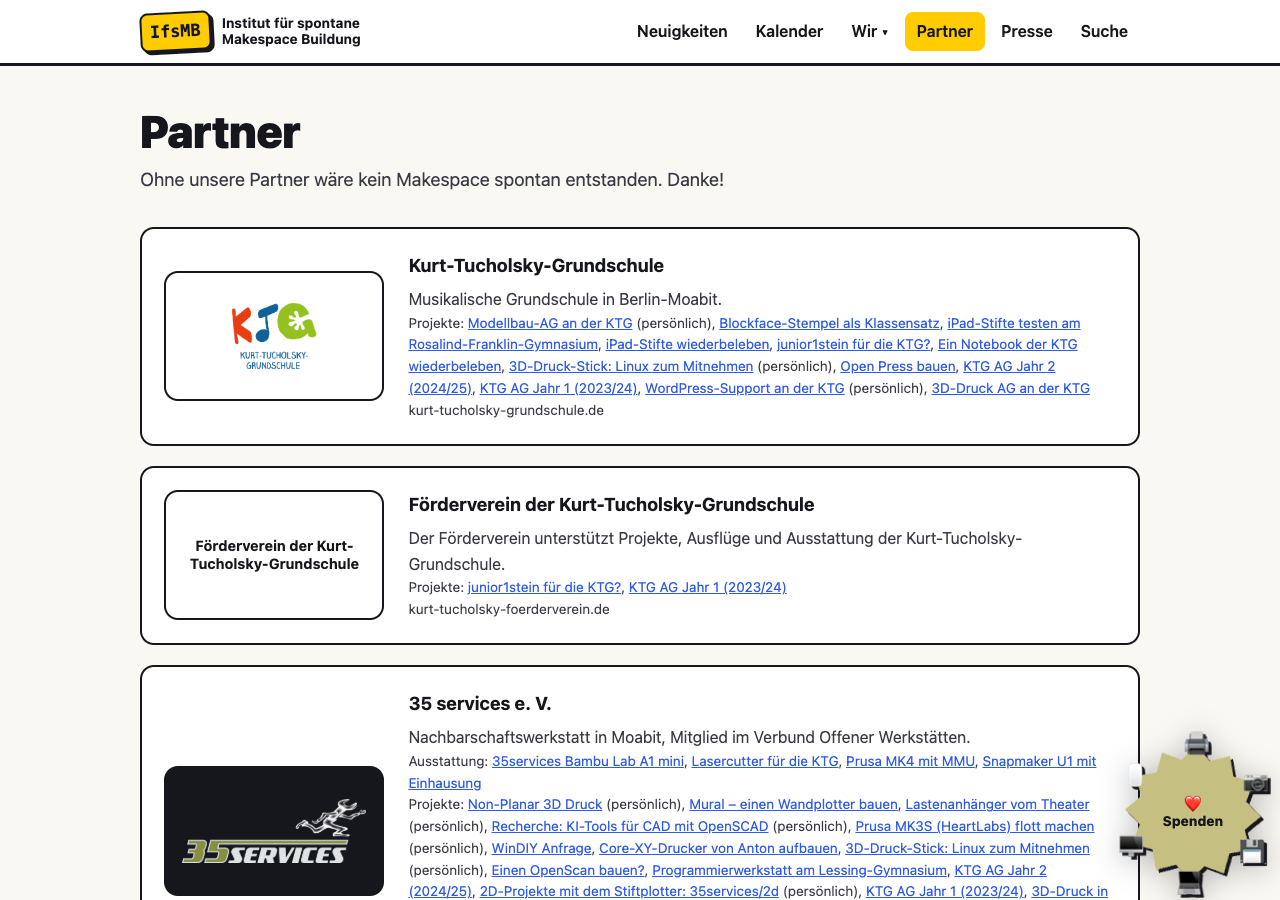 IfsMB
Institut für spontane
Makespace Buildung
Neuigkeiten
Kalender
Wir ▾
Partner
Presse
Suche
Partner
Ohne unsere Partner wäre kein Makespace spontan entstanden. Danke!
KTG
KURT-TUCHOLSKY-
GRUNDSCHULE
Kurt-Tucholsky-Grundschule
Musikalische Grundschule in Berlin-Moabit.
Projekte: Modellbau-AG an der KTG (persönlich), Blockface-Stempel als Klassensatz, iPad-Stifte testen am
Rosalind-Franklin-Gymnasium, iPad-Stifte wiederbeleben, junior1stein für die KTG?, Ein Notebook der KTG
wiederbeleben, 3D-Druck-Stick: Linux zum Mitnehmen (persönlich), Open Press bauen, KTG AG Jahr 2
(2024/25), KTG AG Jahr 1 (2023/24), WordPress-Support an der KTG (persönlich), 3D-Druck AG an der KTG
kurt-tucholsky-grundschule.de
Förderverein der Kurt-
Tucholsky-Grundschule
Förderverein der Kurt-Tucholsky-Grundschule
Der Förderverein unterstützt Projekte, Ausflüge und Ausstattung der Kurt-Tucholsky-
Grundschule.
Projekte: junior1stein für die KTG?, KTG AG Jahr 1 (2023/24)
kurt-tucholsky-foerderverein.de
35SERVICES
35 services e. V.
Nachbarschaftswerkstatt in Moabit, Mitglied im Verbund Offener Werkstätten.
Ausstattung: 35services Bambu Lab A1 mini, Lasercutter für die KTG, Prusa MK4 mit MMU, Snapmaker U1 mit
Einhausung
Projekte: Non-Planar 3D Druck (persönlich), Mural – einen Wandplotter bauen, Lastenanhänger vom Theater
(persönlich), Recherche: KI-Tools für CAD mit OpenSCAD (persönlich), Prusa MK3S (HeartLabs) flott machen
(persönlich), WinDIY Anfrage, Core-XY-Drucker von Anton aufbauen, 3D-Druck-Stick: Linux zum Mitnehmen
(persönlich), Einen OpenScan bauen?, Programmierwerkstatt am Lessing-Gymnasium, KTG AG Jahr 2
(2024/25), 2D-Projekte mit dem Stiftplotter: 35services/2d (persönlich), KTG AG Jahr 1 (2023/24), 3D-Druck in
Spenden